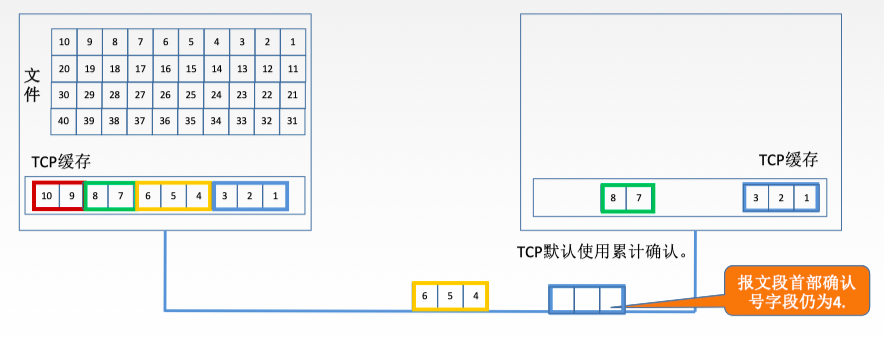 文件
10 9 8 7 6 5 4 3 2 1
20 19 18 17 16 15 14 13 12 11
30 29 28 27 26 25 24 23 22 21
40 39 38 37 36 35 34 33 32 31
TCP缓存
10 9 8 7 6 5 4 3 2 1
TCP缓存
8 7 3 2 1
TCP默认使用累计确认。
6 5 4
报文段首部确认
号字段仍为4.